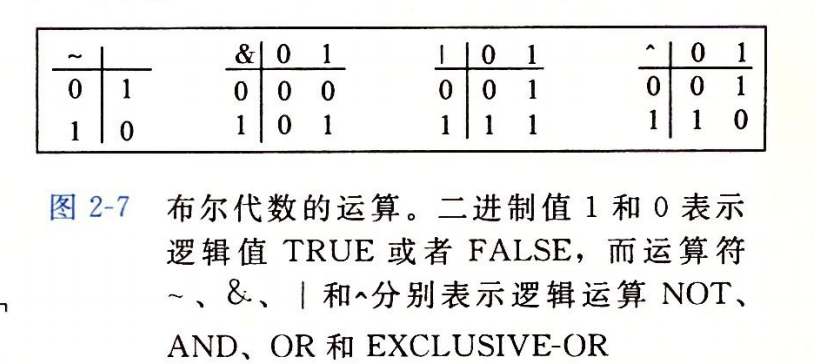 ~ & 0 1 | 0 1 ^ 0 1
0 1 0 0 0 0 0 1 0 0 1
1 0 1 0 1 1 1 1 1 1 0
图 2-7 布尔代数的运算。二进制值 1 和 0 表示
逻辑值 TRUE 或者 FALSE，而运算符
~、&、| 和^分别表示逻辑运算 NOT、
AND、OR 和 EXCLUSIVE-OR